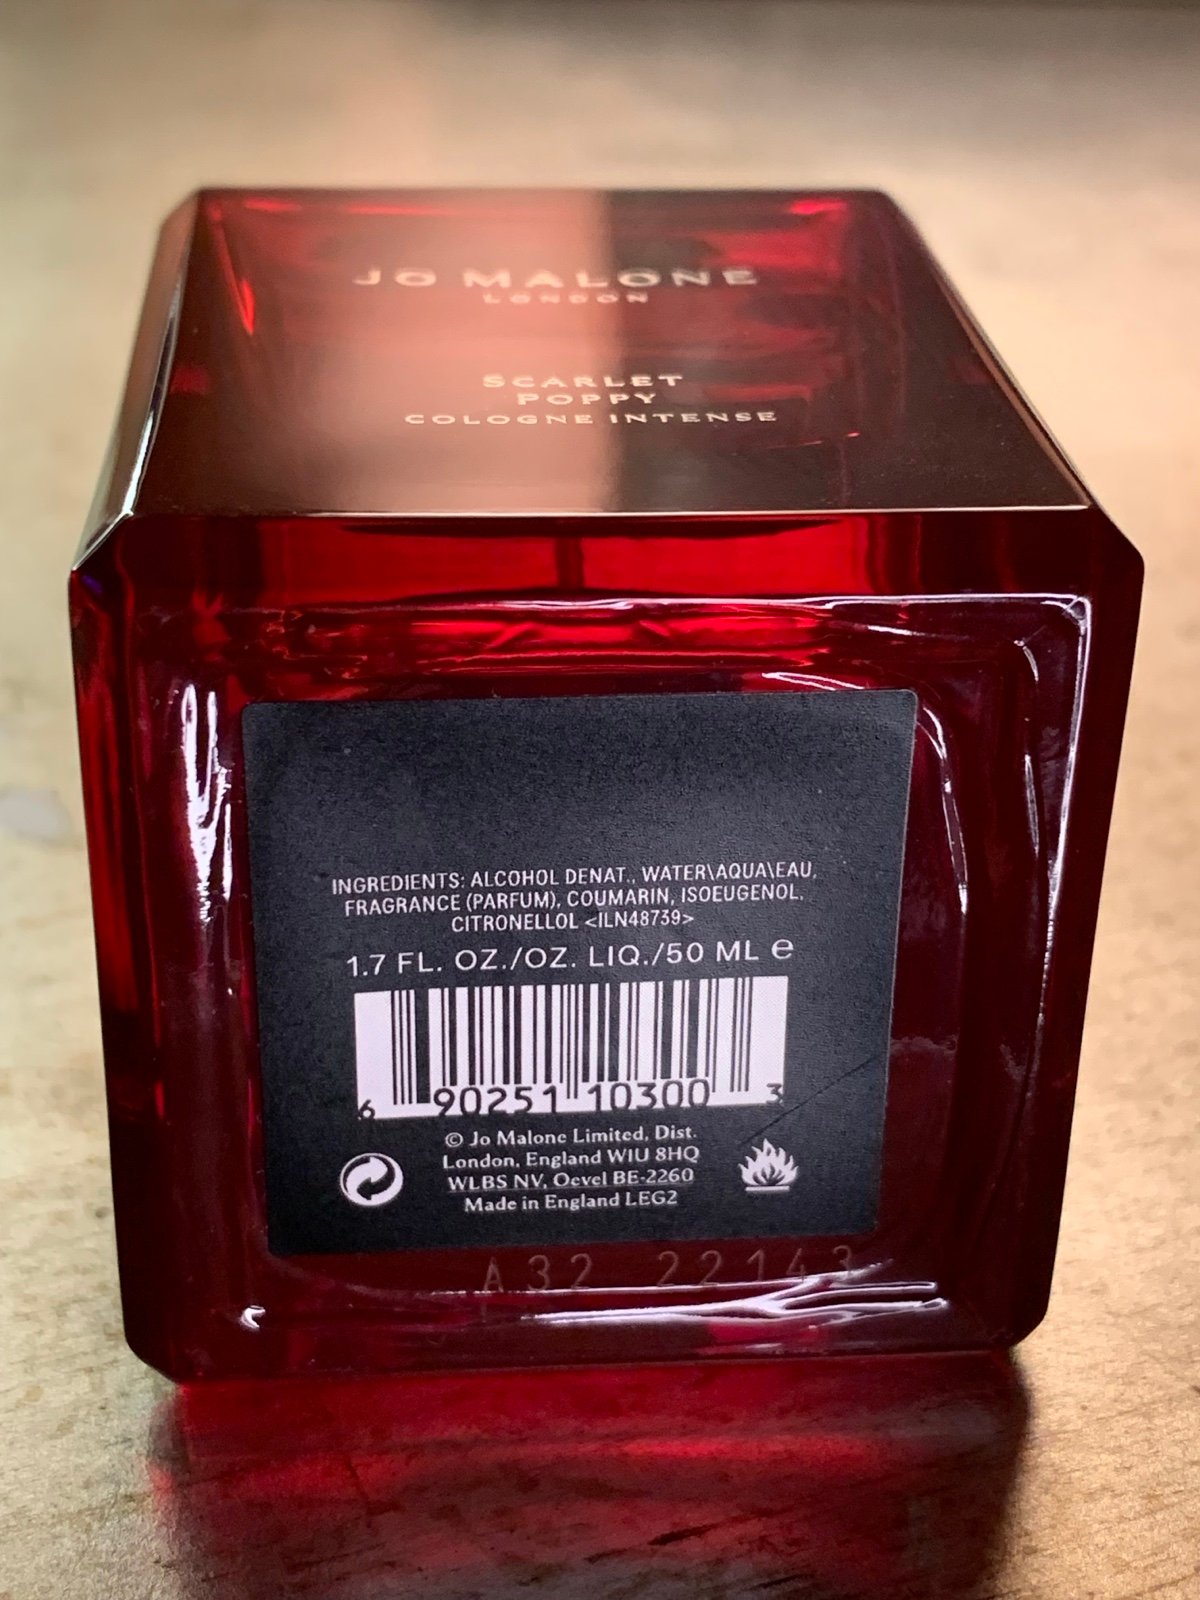 JO MALONE
LONDON
SCARLET
POPPY
COLOGNE INTENSE
INGREDIENTS: ALCOHOL DENAT., WATER\AQUA\EAU,
FRAGRANCE (PARFUM), COUMARIN, ISOEUGENOL,
CITRONELLOL <ILN48739>
1.7 FL. OZ./OZ. LIQ./50 ML e
6 90251 10300 3
© Jo Malone Limited, Dist.
London, England W1U 8HQ
WLBS NV, Oevel BE-2260
Made in England LEG2
A32 22143